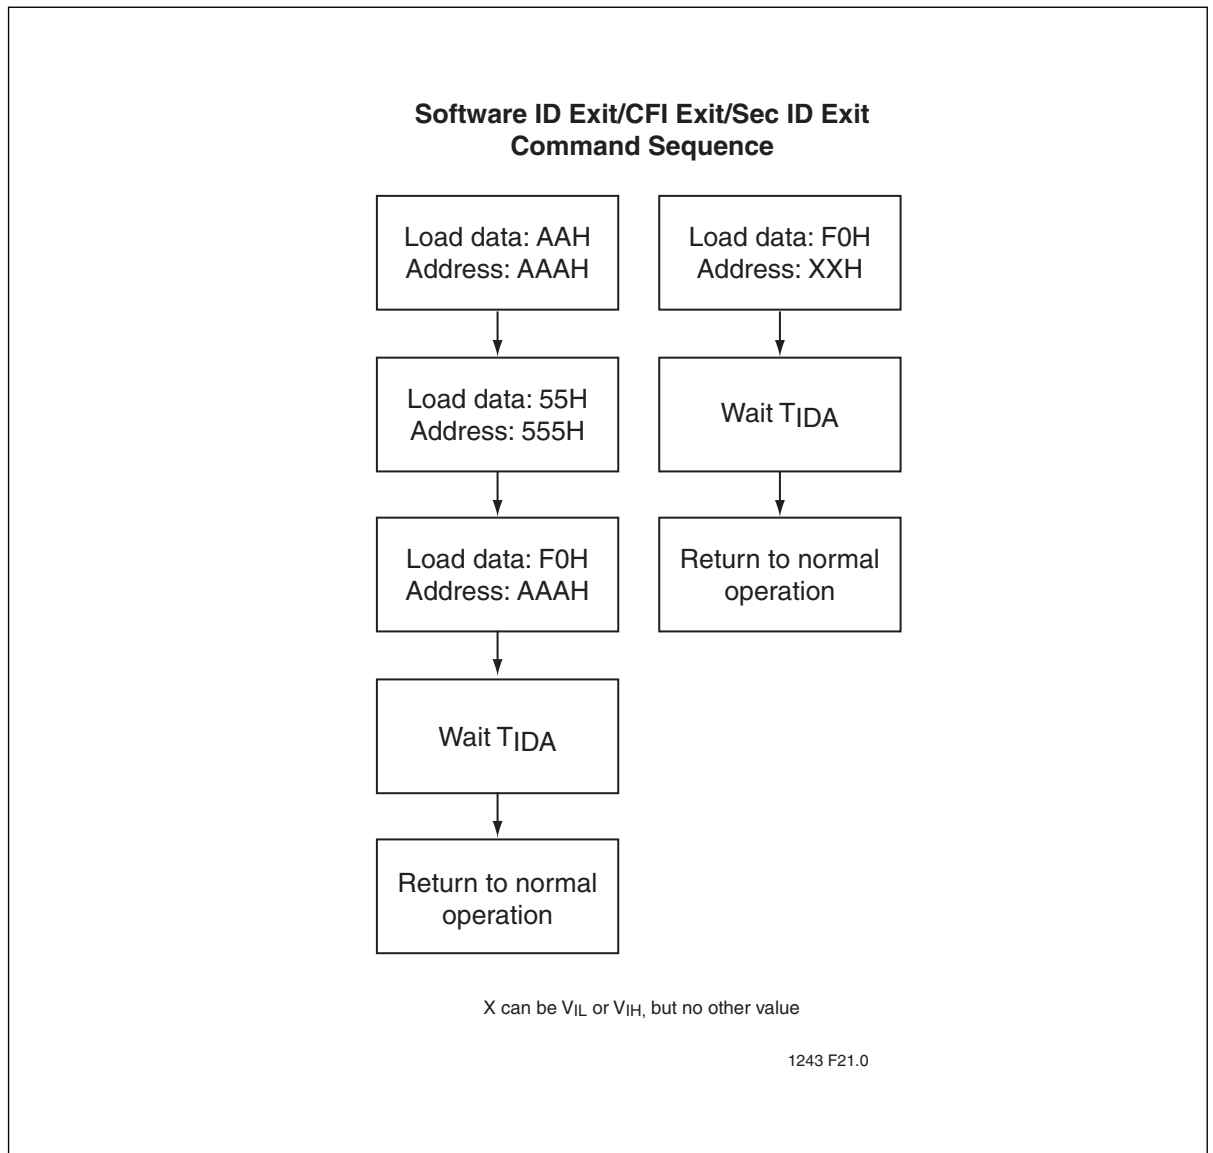 Software ID Exit/CFI Exit/Sec ID Exit
Command Sequence
Load data: AAH
Address: AAAH
Load data: 55H
Address: 555H
Load data: F0H
Address: AAAH
Wait TIDA
Return to normal
operation
Load data: F0H
Address: XXH
Wait TIDA
Return to normal
operation
X can be VIL or VIH, but no other value
1243 F21.0